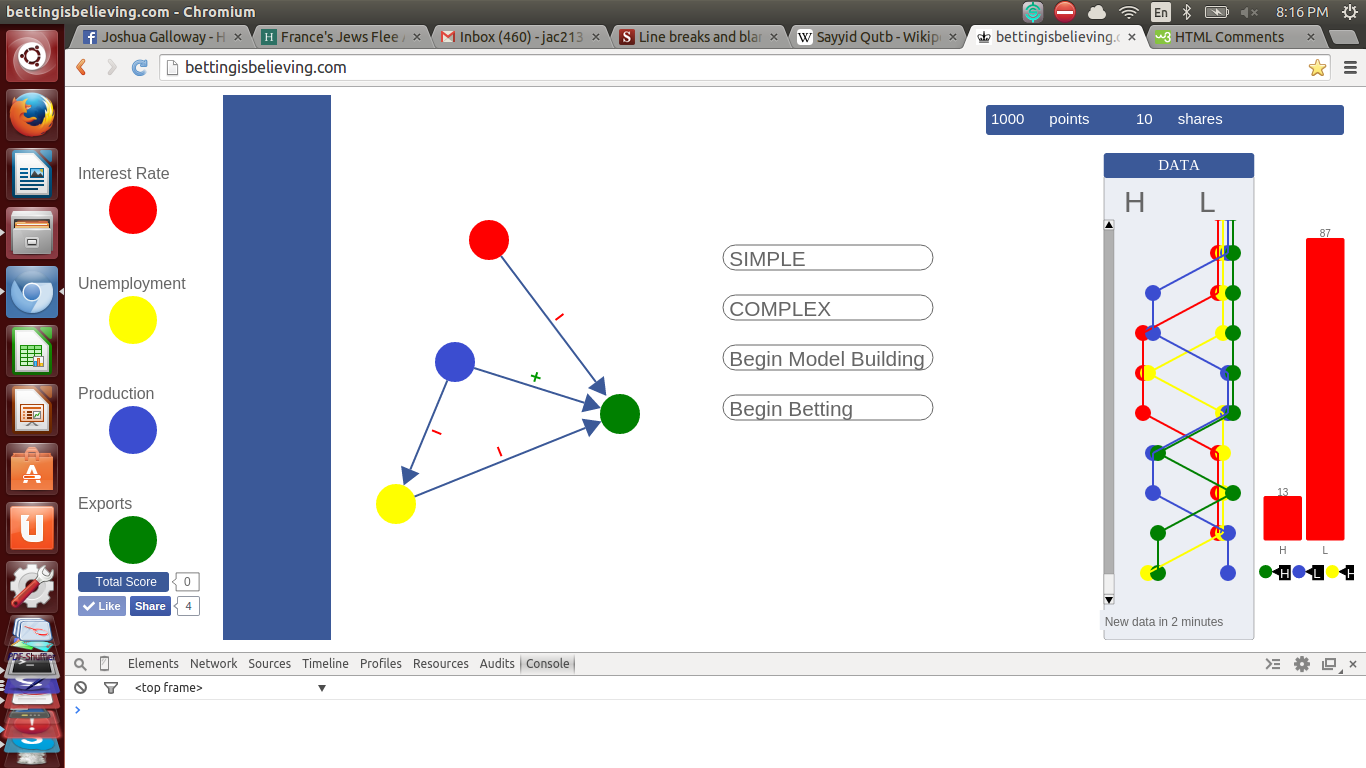 bettingisbelieving.com - Chromium
En
8:16 PM
Joshua Galloway - H
France's Jews Flee A
Inbox (460) - jac213
Line breaks and bla
Sayyid Qutb - Wikip
bettingisbelieving.c
HTML Comments
bettingisbelieving.com
1000 points 10 shares
Interest Rate
Unemployment
Production
Exports
Total Score 0
Like Share 4
SIMPLE
COMPLEX
Begin Model Building
Begin Betting
+
DATA
H L
New data in 2 minutes
87
13
H L
H L H
Elements Network Sources Timeline Profiles Resources Audits Console
<top frame>